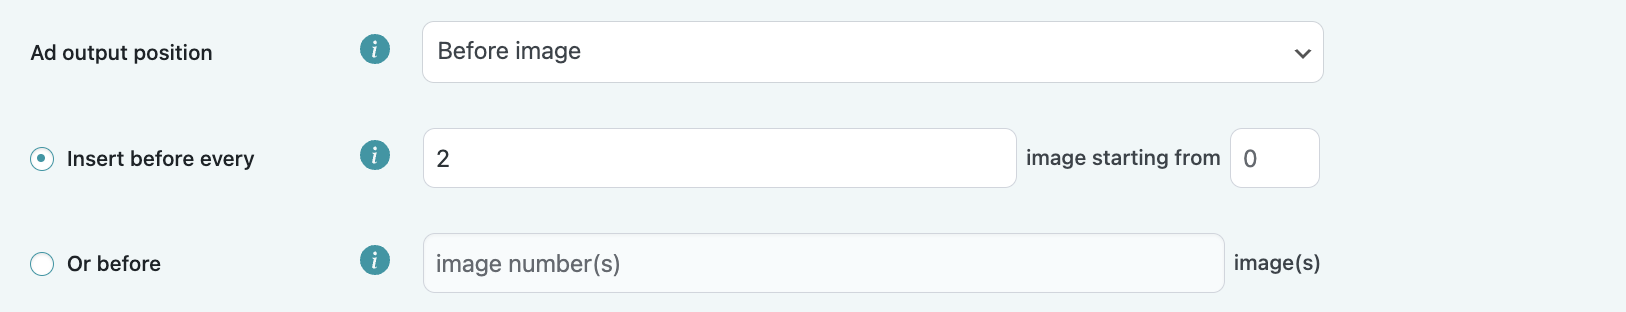 Ad output position i Before image
Insert before every i 2 image starting from 0
Or before i image number(s) image(s)